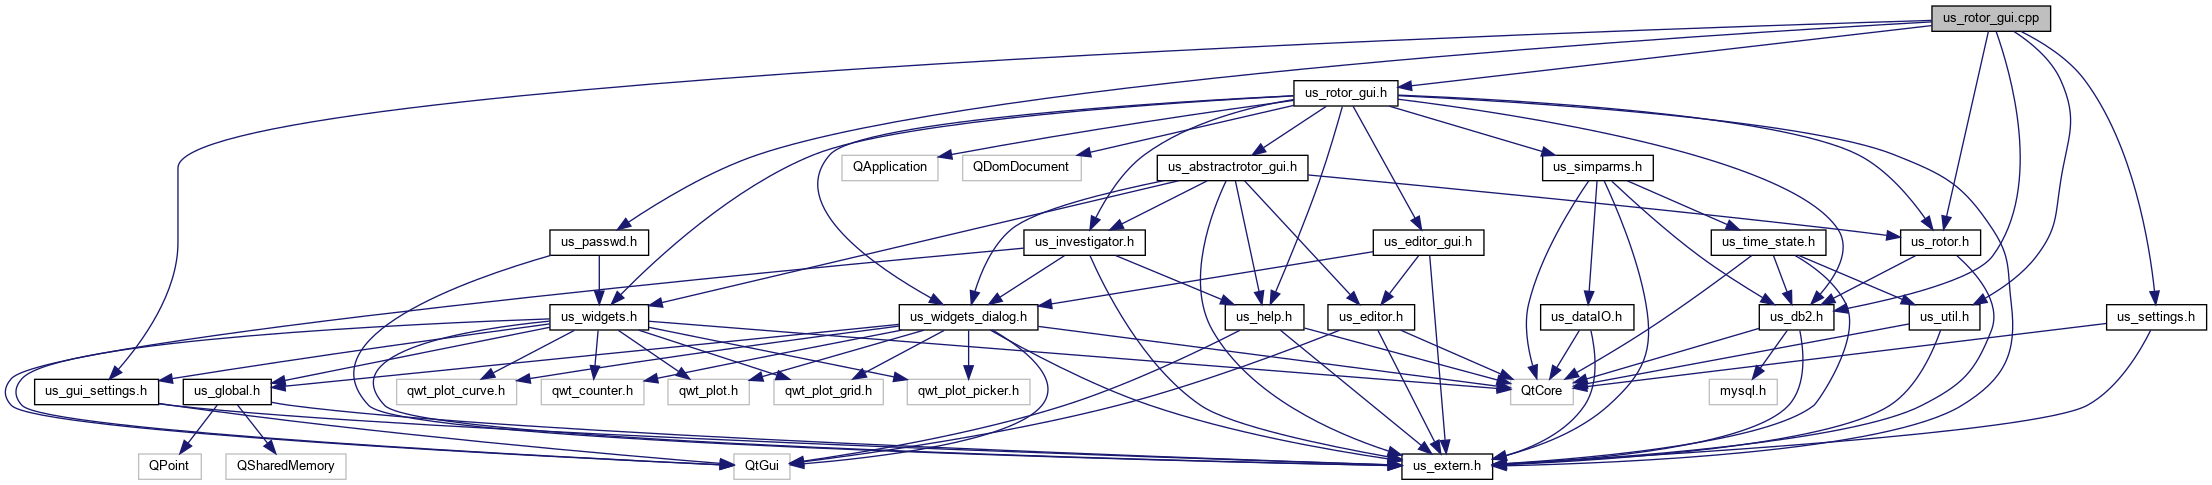 us_rotor_gui.cpp
us_rotor_gui.h
QApplication
QDomDocument
us_abstractrotor_gui.h
us_simparms.h
us_passwd.h
us_investigator.h
us_editor_gui.h
us_time_state.h
us_rotor.h
us_widgets.h
us_widgets_dialog.h
us_help.h
us_editor.h
us_dataIO.h
us_db2.h
us_util.h
us_settings.h
us_gui_settings.h
us_global.h
qwt_plot_curve.h
qwt_counter.h
qwt_plot.h
qwt_plot_grid.h
qwt_plot_picker.h
QtCore
mysql.h
QPoint
QSharedMemory
QtGui
us_extern.h